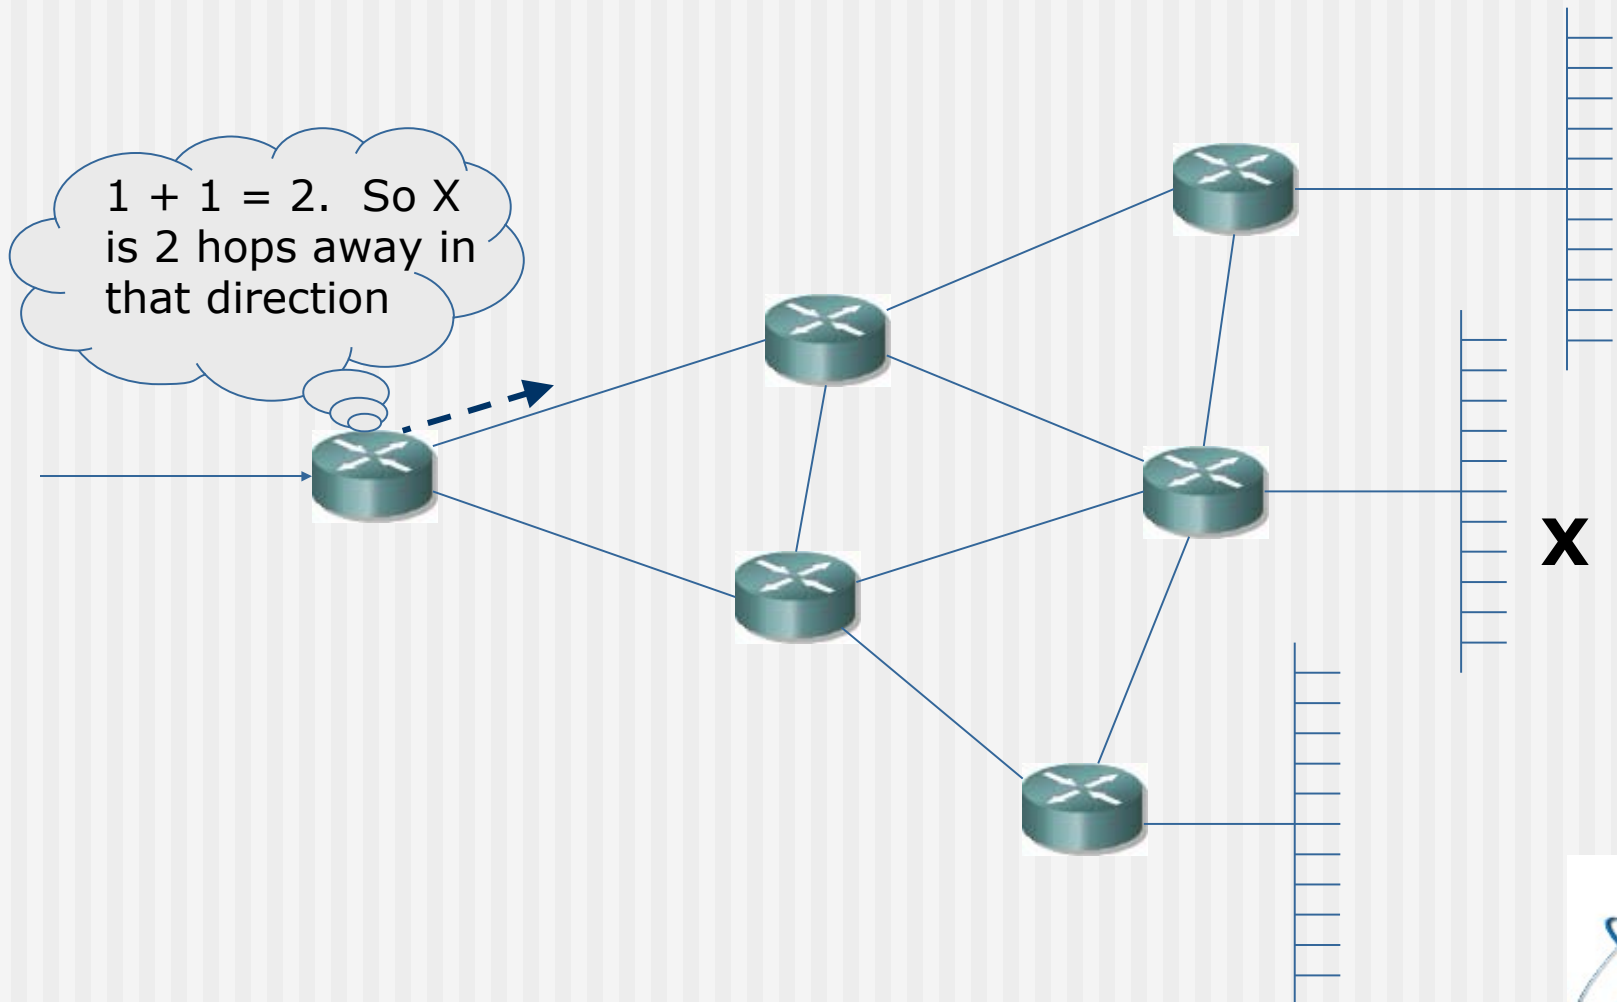 1 + 1 = 2.  So X
is 2 hops away in
that direction
X